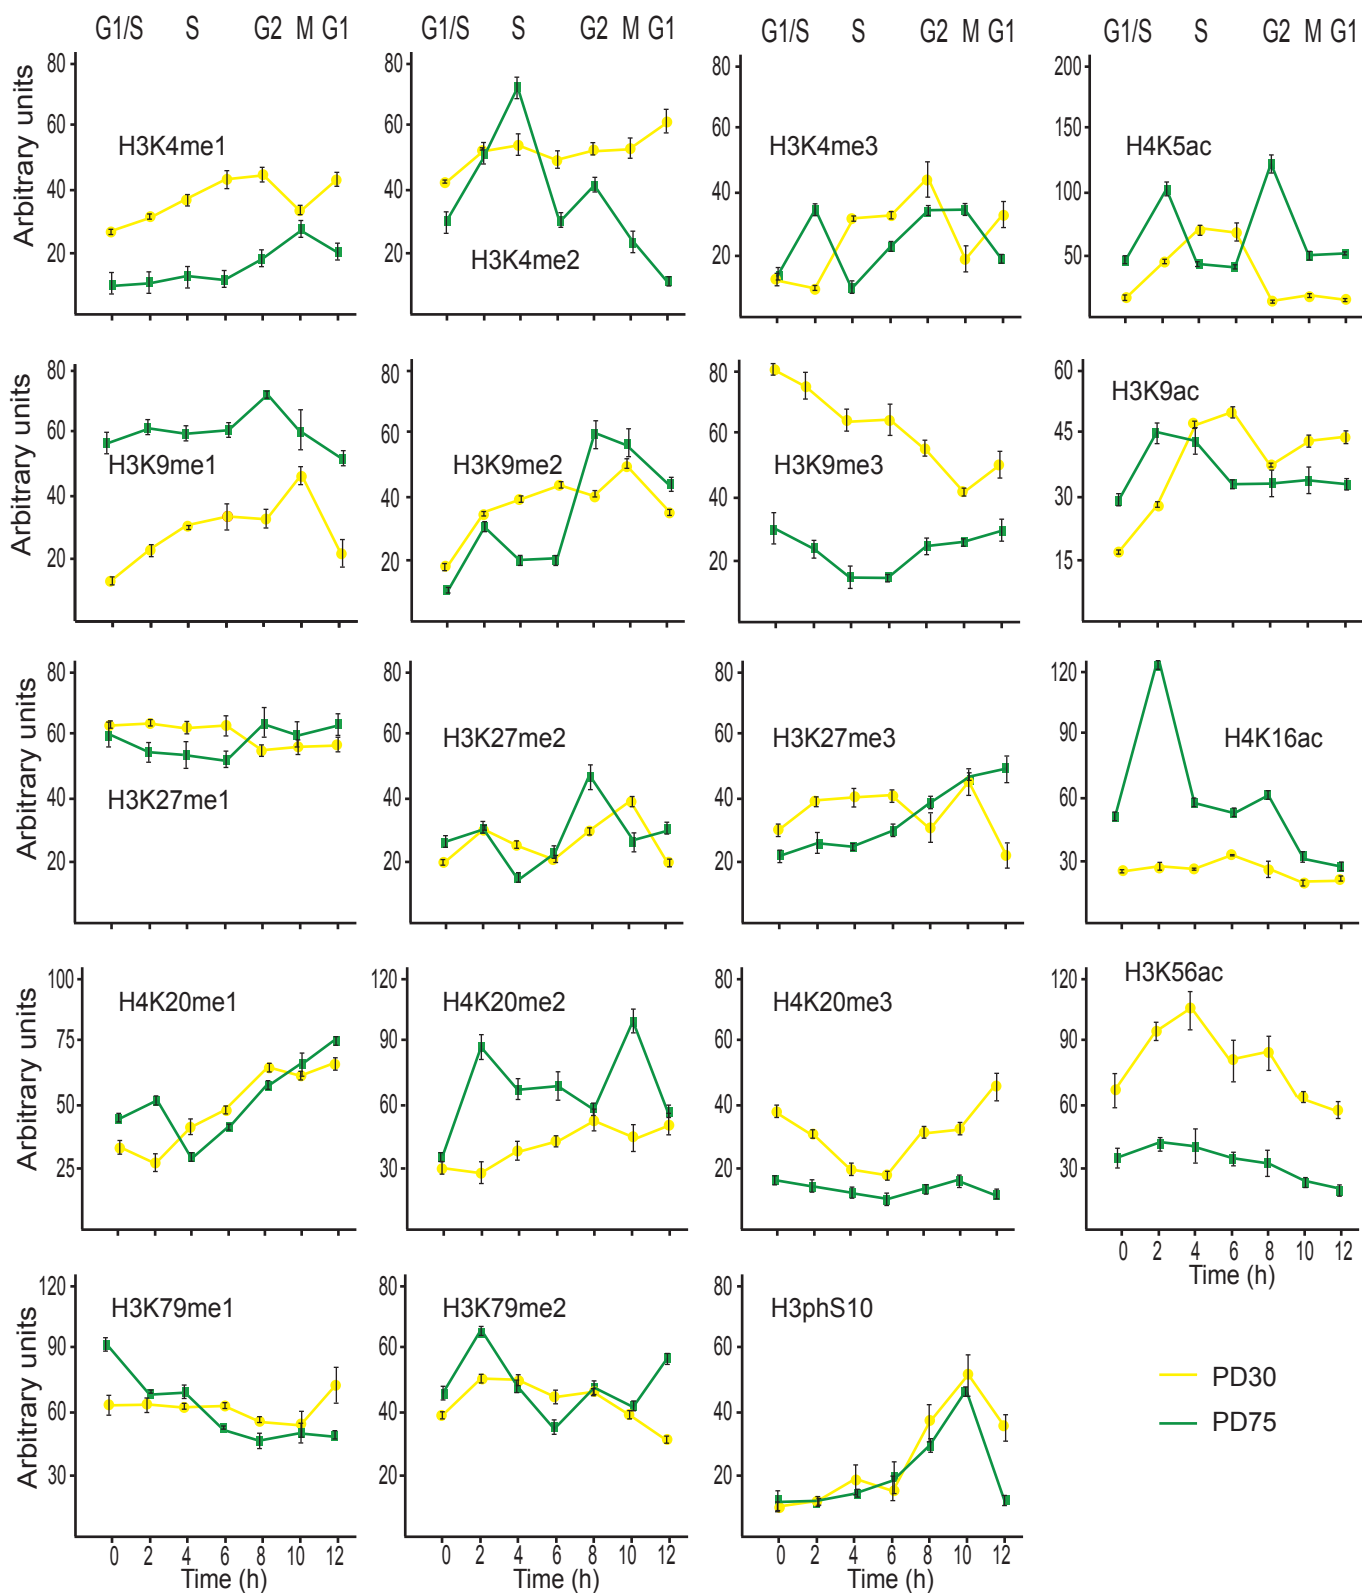 G1/S S G2 M G1
G1/S S G2 M G1
G1/S S G2 M G1
G1/S S G2 M G1
Arbitrary units
80
60
40
20
H3K4me1
80
60
40
20
H3K4me2
80
60
40
20
H3K4me3
200
150
100
50
H4K5ac
Arbitrary units
80
60
40
20
H3K9me1
80
60
40
20
H3K9me2
80
60
40
20
H3K9me3
60
45
30
15
H3K9ac
Arbitrary units
80
60
40
20
H3K27me1
80
60
40
20
H3K27me2
80
60
40
20
H3K27me3
120
90
60
30
H4K16ac
Arbitrary units
100
75
50
25
H4K20me1
120
90
60
30
H4K20me2
80
60
40
20
H4K20me3
120
90
60
30
H3K56ac
0 2 4 6 8 10 12
Time (h)
Arbitrary units
120
90
60
30
H3K79me1
0 2 4 6 8 10 12
Time (h)
80
60
40
20
H3K79me2
0 2 4 6 8 10 12
Time (h)
80
60
40
20
H3phS10
0 2 4 6 8 10 12
Time (h)
PD30
PD75